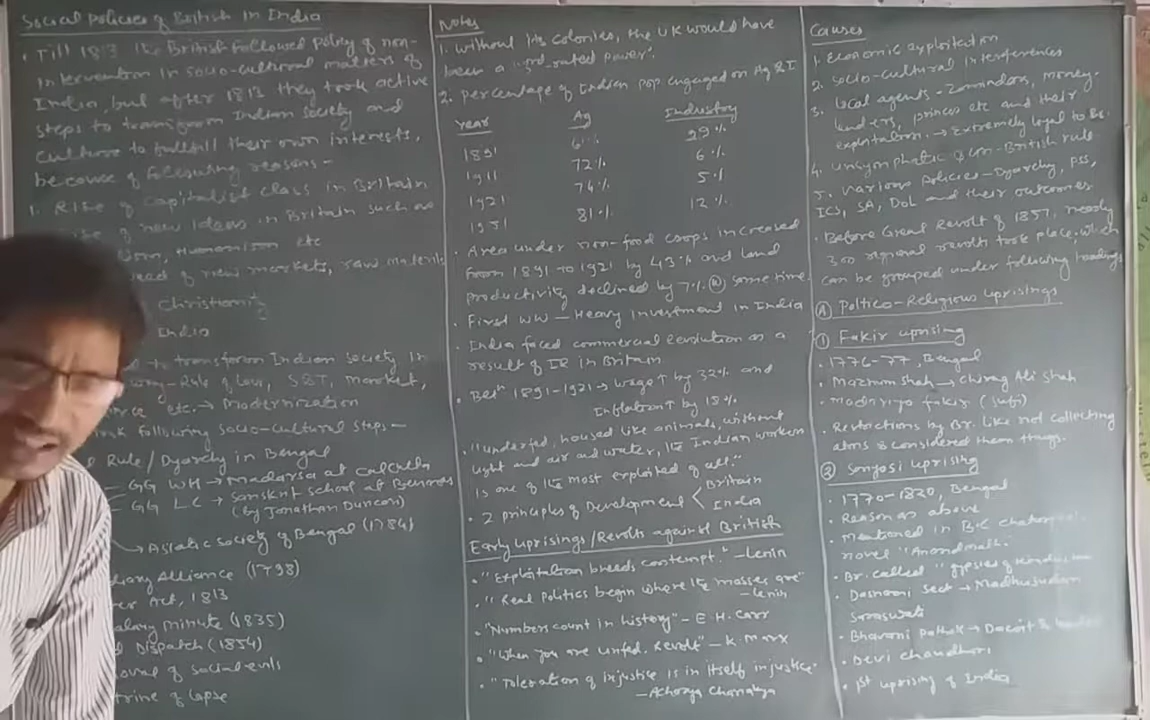 Social Policies of British in India
• Till 1813 the British followed policy of non-
intervention in socio-cultural matters of
India, but after 1813 they took active
steps to transform Indian society and
culture to fulfill their own interests,
because of following reasons -
1. Rise of capitalist class in Britain
of new ideas in Britain such as
Humanism etc
need of new markets, raw materials
Christianity
India
to transform Indian society in
Rule of law, S&T, market,
etc. → Modernization
following socio-cultural steps -
Rule/Dyarchy in Bengal
GG WH → Madarsa at Calcutta
GG LC → Sanskrit school at Benaras
(by Jonathan Duncan)
→ Asiatic society of Bengal (1784)
Alliance (1798)
Act, 1813
minute (1835)
Dispatch (1854)
of social evils
of lapse
Notes
1. Without its colonies, the UK would have
been a "3rd-rated power".
2. Percentage of Indian pop engaged on Ag & I
Year Ag Industry
1891
1911 72% 6%
1921 74% 5%
1951 81% 12%
• Area under non-food crops increased
from 1891 to 1921 by 43% and land
productivity declined by 7% @ same time
• First WW - Heavy investment in India
• India faced commercial Revolution as a
result of IR in Britain
• Betn 1891-1921 → wage↑ by 32% and
Inflation↑ by 18%
• "Underfed, housed like animals, without
light and air and water, the Indian worker
is one of the most exploited of all."
• 2 principles of Development < Britain
India
Early uprisings/Revolts against British
• "Exploitation breeds contempt." - Lenin
• "Real Politics begin where the masses are"
- Lenin
• "Numbers count in history" - E.H. Carr
• "When you are unfed. Revolt" - K. Marx
• "Toleration of injustice is in itself injustice"
- Acharya Chanakya
Causes
1. Economic exploitation
2. Socio-cultural interferences
3. Local agents - Zamindars, money-
lenders, princes etc and their
exploitation. → Extremely loyal to Br.
4. Unsymphatic & Un-British rule
5. Various Policies - Dyarchy, PSS,
ICS, SA, DoL and their outcomes
• Before Great Revolt of 1857, nearly
300 regional revolts took place, which
can be grouped under following headings
Ⓐ Poltico-Religious uprisings
① Fakir uprising
• 1776-77, Bengal
• Maznum shah → Chirag Ali Shah
• Madariya fakir (sufi)
• Restrictions by Br. like not collecting
alms & considered them thugs.
② Sanyasi uprising
• 1770-1820, Bengal
• Reason as above
• Mentioned in B.C
novel "Anandmath."
• Br. called "gypsies of
• Dasnami sect → Madhusudan
Saraswati
• Bhavani Pathak → Dacoit &
• Devi chaudhari
• 1st uprising of India